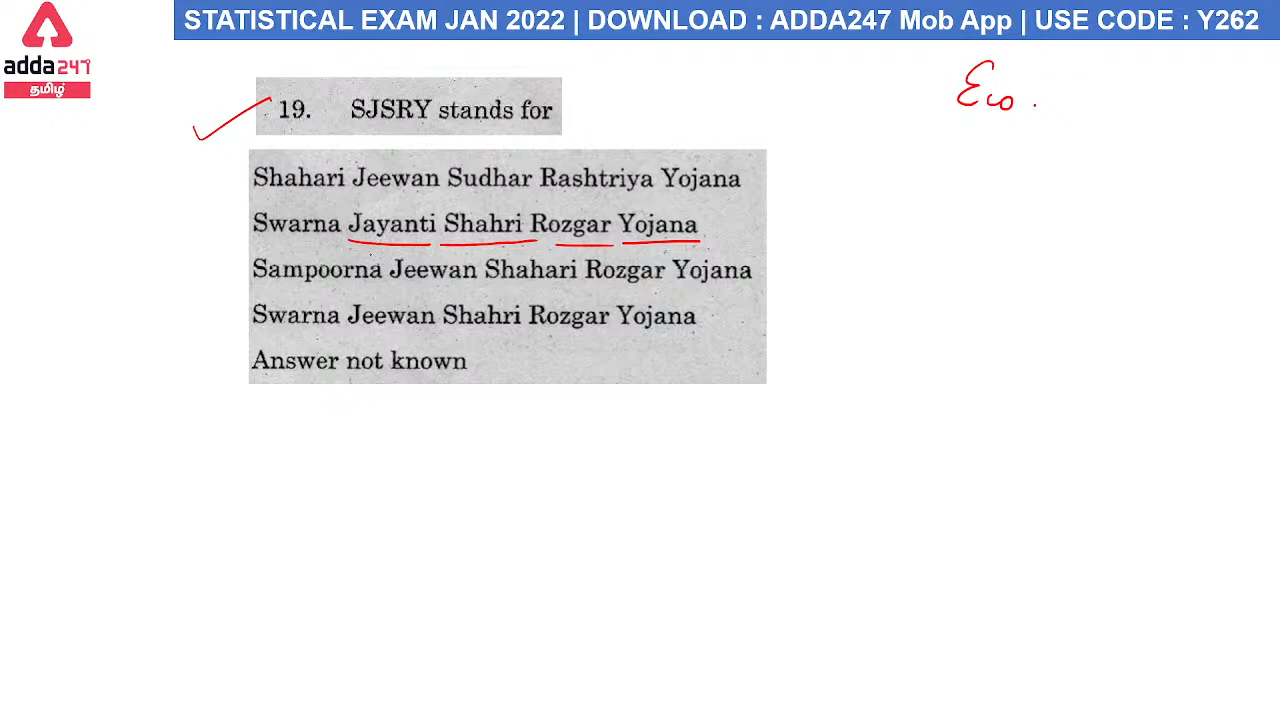 STATISTICAL EXAM JAN 2022 | DOWNLOAD : ADDA247 Mob App | USE CODE : Y262
adda247
தமிழ்
Eco.
19. SJSRY stands for
Shahari Jeewan Sudhar Rashtriya Yojana
Swarna Jayanti Shahri Rozgar Yojana
Sampoorna Jeewan Shahari Rozgar Yojana
Swarna Jeewan Shahri Rozgar Yojana
Answer not known